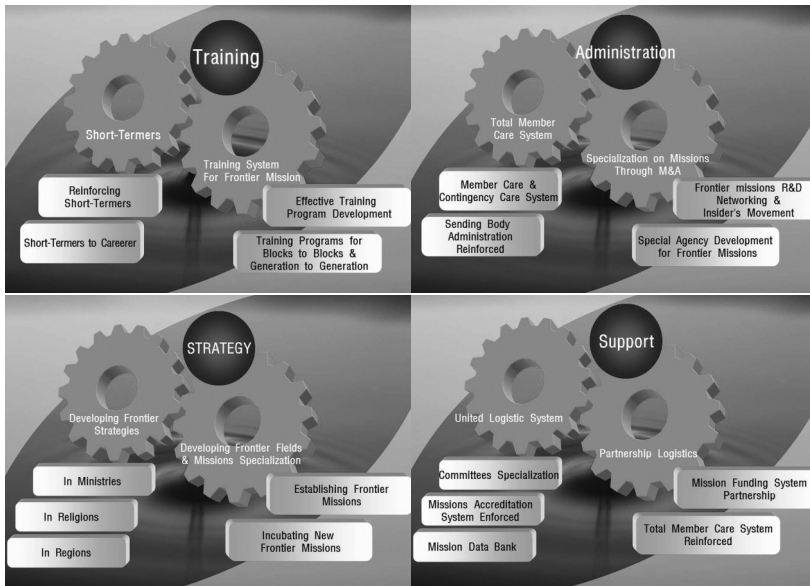 Training
Short-Termers
Training System
For Frontier Mission
Reinforcing
Short-Termers
Short-Termers to Careerer
Effective Training
Program Development
Training Programs for
Blocks to Blocks &
Generation to Generation
Administration
Total Member
Care System
Specialization on Missions
Through M&A
Member Care &
Contingency Care System
Sending Body
Administration
Reinforced
Frontier missions R&D
Networking &
Insider's Movement
Special Agency Development
for Frontier Missions
STRATEGY
Developing Frontier
Strategies
Developing Frontier Fields
& Missions Specialization
In Ministries
In Religions
In Regions
Establishing Frontier
Missions
Incubating New
Frontier Missions
Support
United Logistic System
Partnership Logistics
Committees Specialization
Missions Accreditation
System Enforced
Mission Data Bank
Mission Funding System
Partnership
Total Member Care System
Reinforced